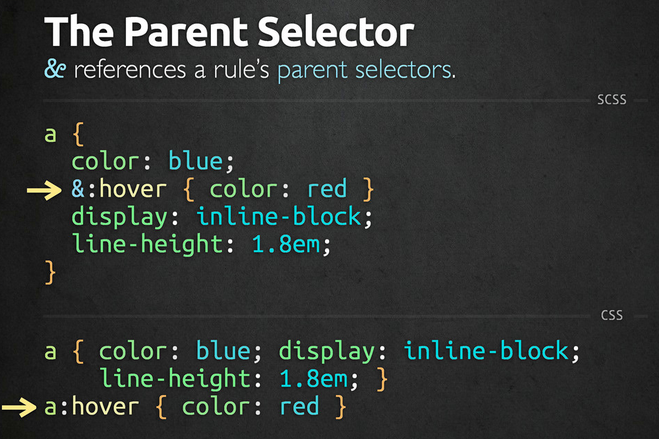 The Parent Selector
& references a rule's parent selectors.
SCSS
a {
  color: blue;
  &:hover { color: red }
  display: inline-block;
  line-height: 1.8em;
}
CSS
a { color: blue; display: inline-block;
    line-height: 1.8em; }
a:hover { color: red }